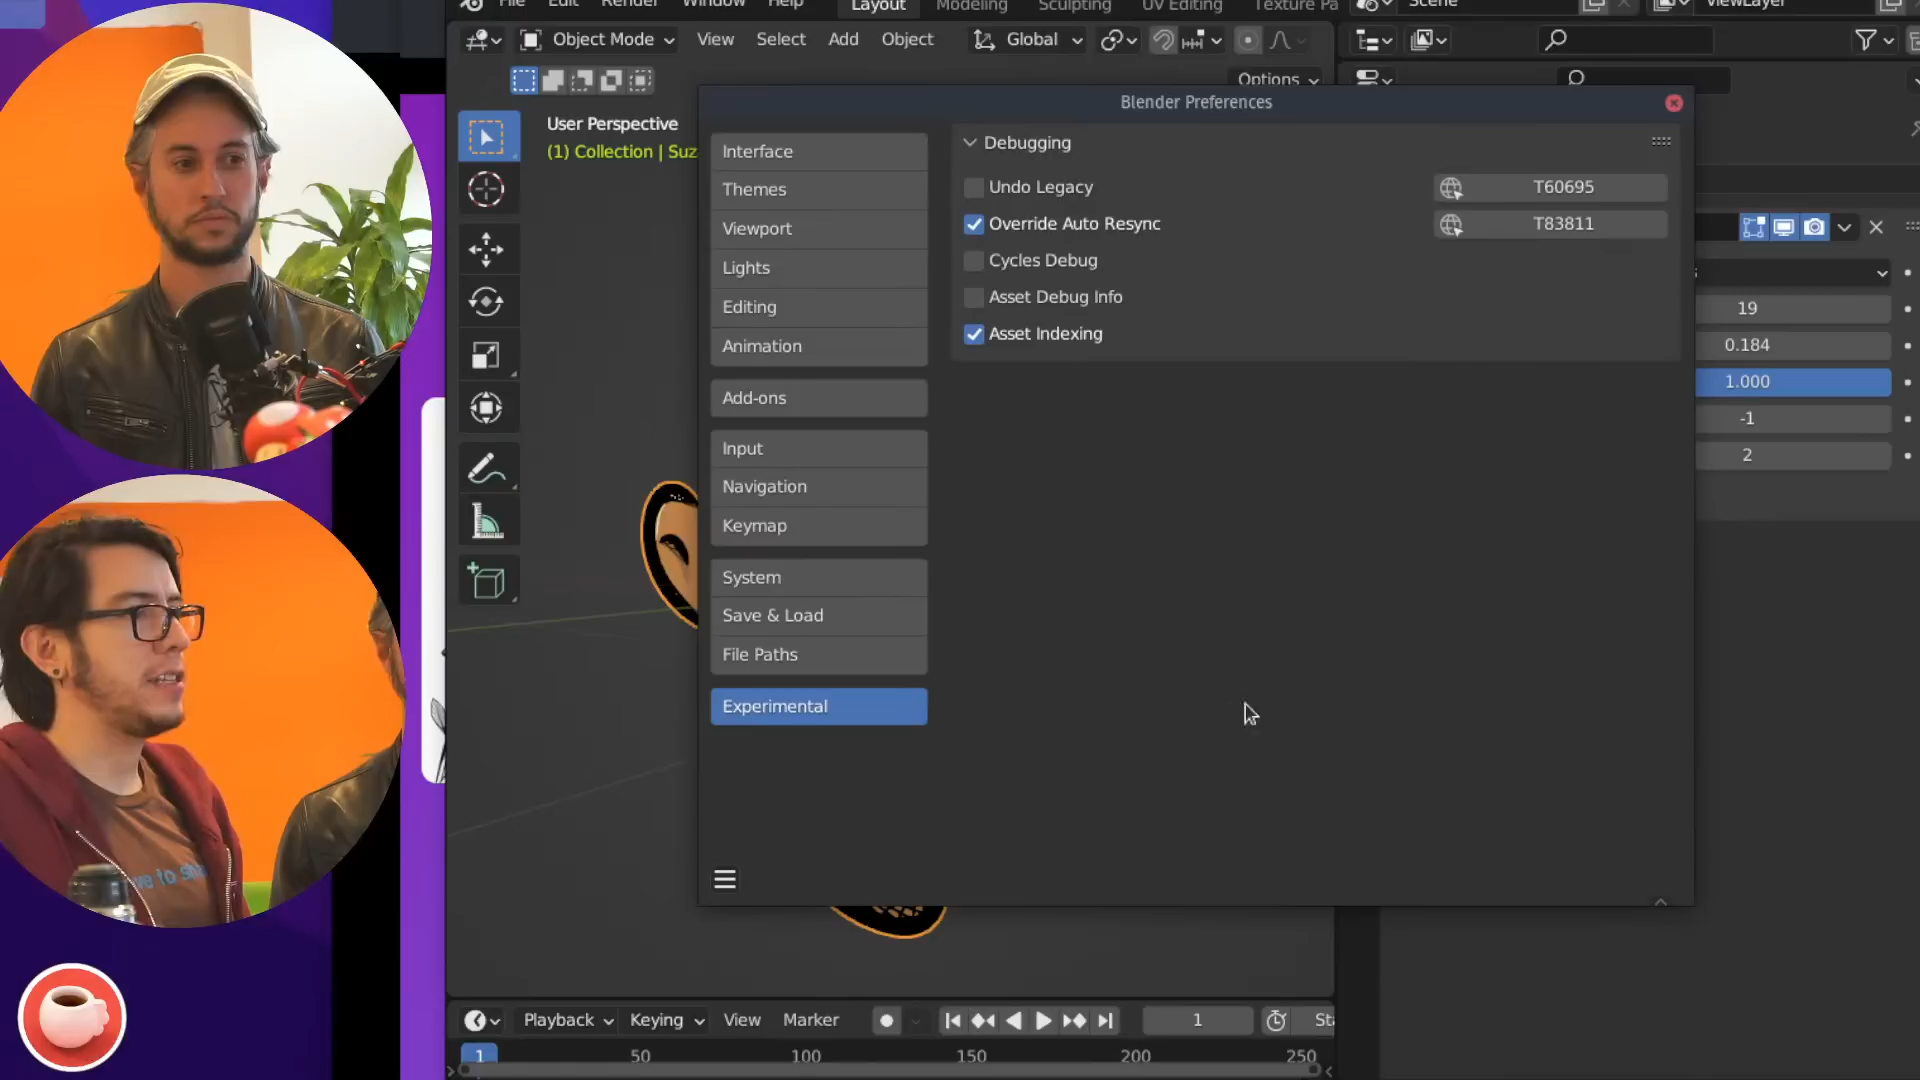 File Edit Render Window Help Layout Modeling Sculpting UV Editing Texture Pa Scene ViewLayer
Object Mode View Select Add Object Global
Options
User Perspective
(1) Collection | Suz
Blender Preferences
Interface
Themes
Viewport
Lights
Editing
Animation
Add-ons
Input
Navigation
Keymap
System
Save & Load
File Paths
Experimental
Debugging
Undo Legacy T60695
Override Auto Resync T83811
Cycles Debug
Asset Debug Info
Asset Indexing
19
0.184
1.000
-1
2
ve to
Playback Keying View Marker 1 Sta
1 50 100 150 200 250